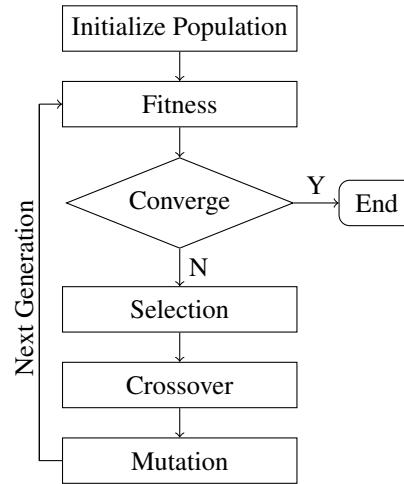 Initialize Population
Fitness
Converge
Y
End
N
Selection
Crossover
Mutation
Next Generation